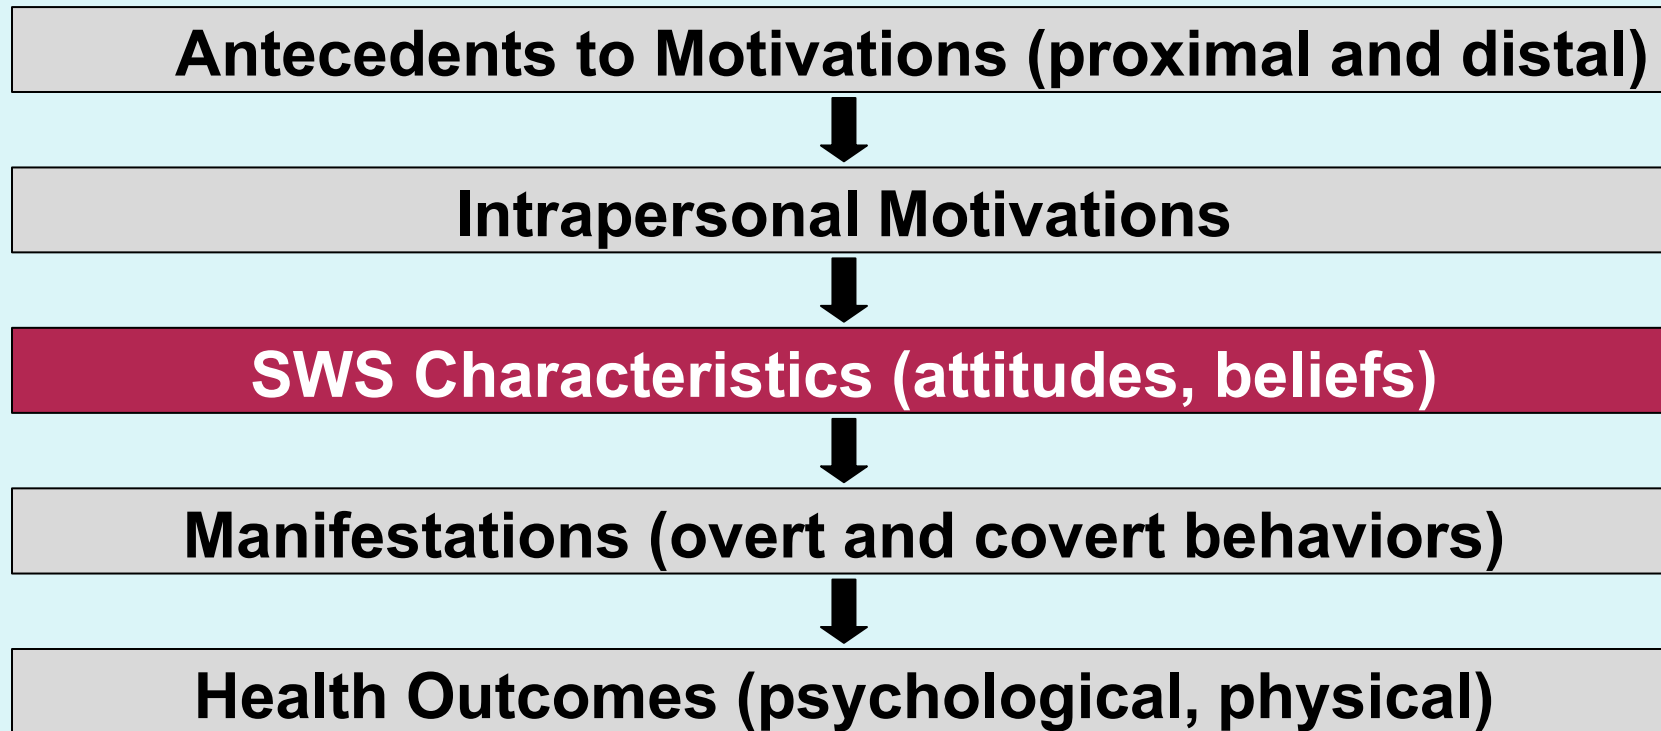 Antecedents to Motivations (proximal and distal)
Intrapersonal Motivations
SWS Characteristics (attitudes, beliefs)
Manifestations (overt and covert behaviors)
Health Outcomes (psychological, physical)